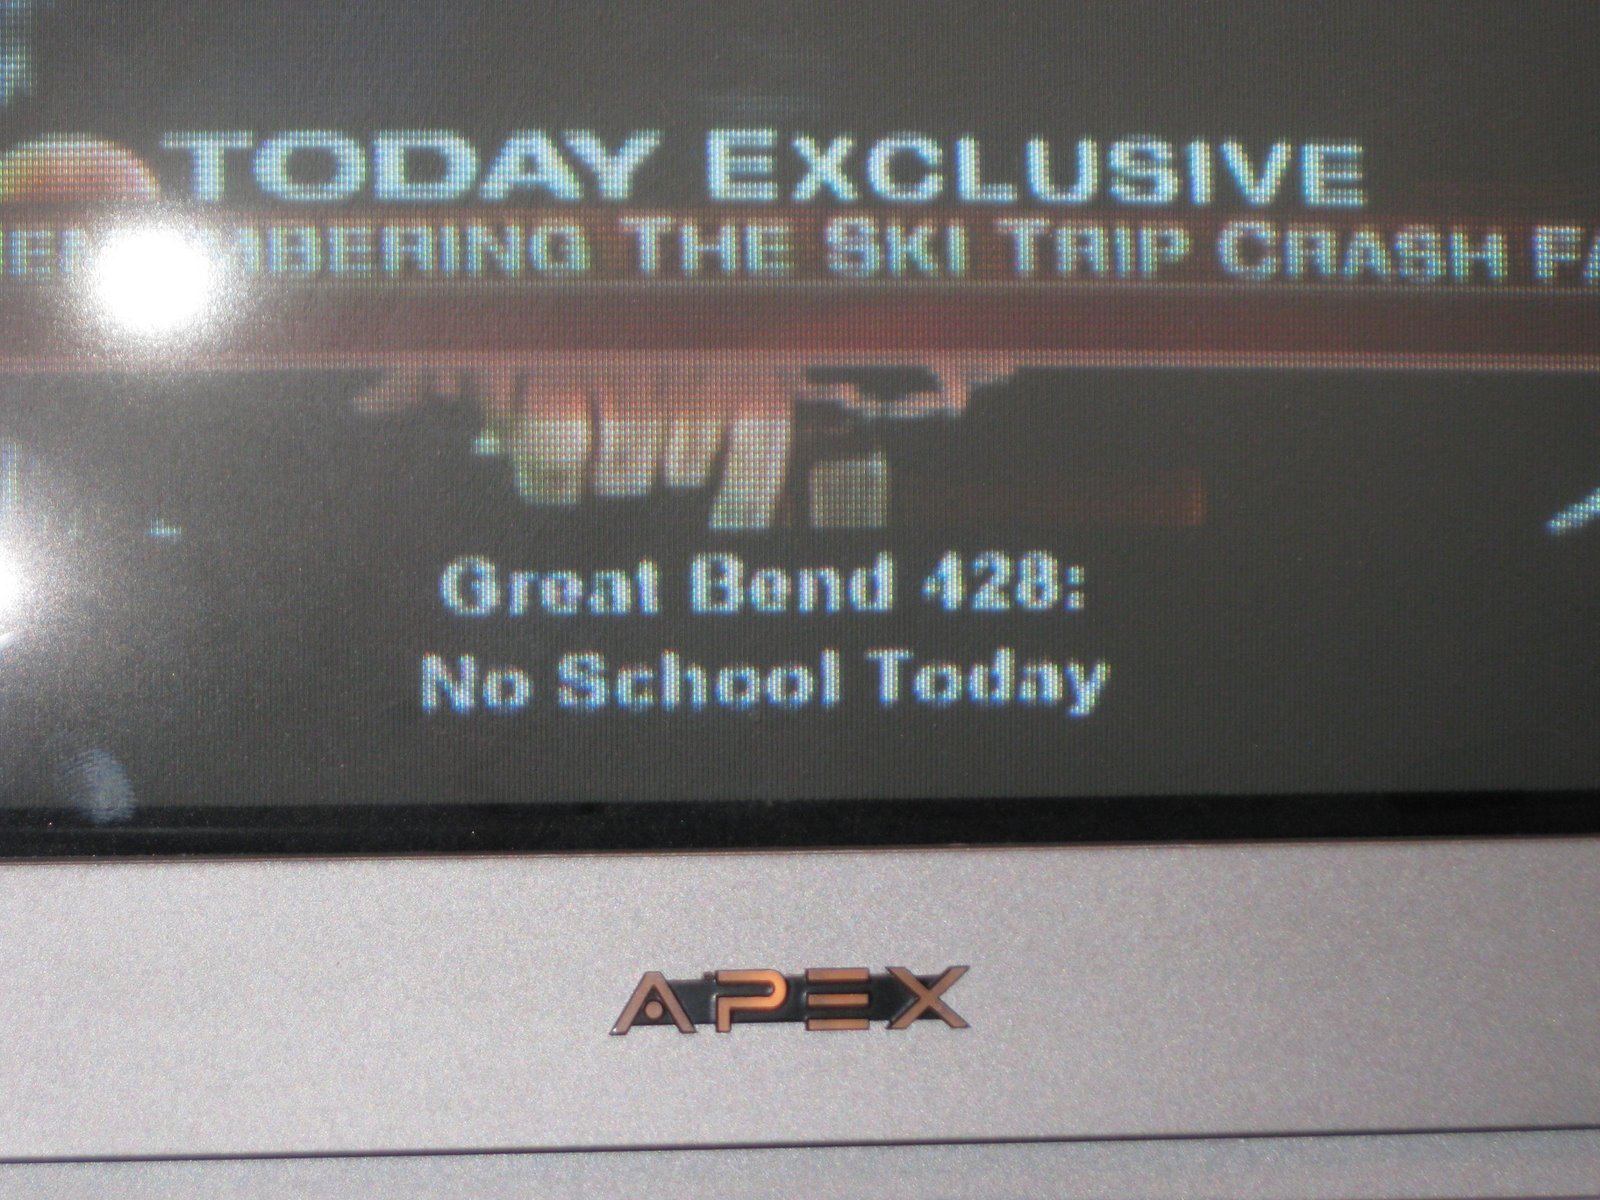 TODAY EXCLUSIVE
THE SKI TRIP CRASH
Great Bend 428:
No School Today
APEX